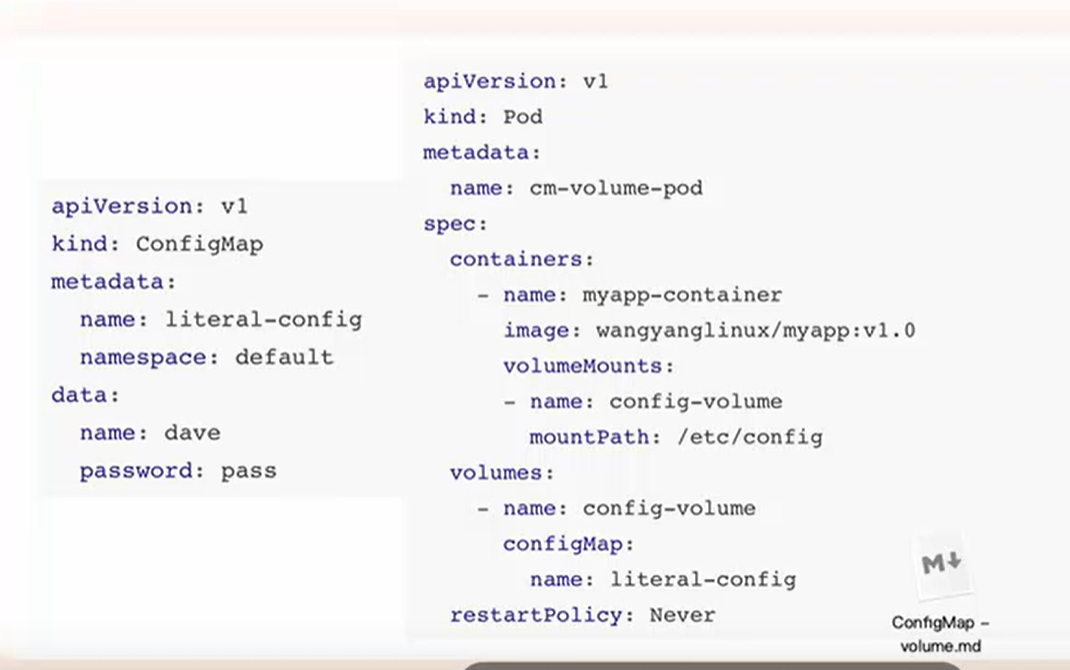 apiVersion: v1
kind: ConfigMap
metadata:
  name: literal-config
  namespace: default
data:
  name: dave
  password: pass
apiVersion: v1
kind: Pod
metadata:
  name: cm-volume-pod
spec:
  containers:
    - name: myapp-container
      image: wangyanglinux/myapp:v1.0
      volumeMounts:
      - name: config-volume
        mountPath: /etc/config
  volumes:
    - name: config-volume
      configMap:
        name: literal-config
  restartPolicy: Never
M↓
ConfigMap -
volume.md